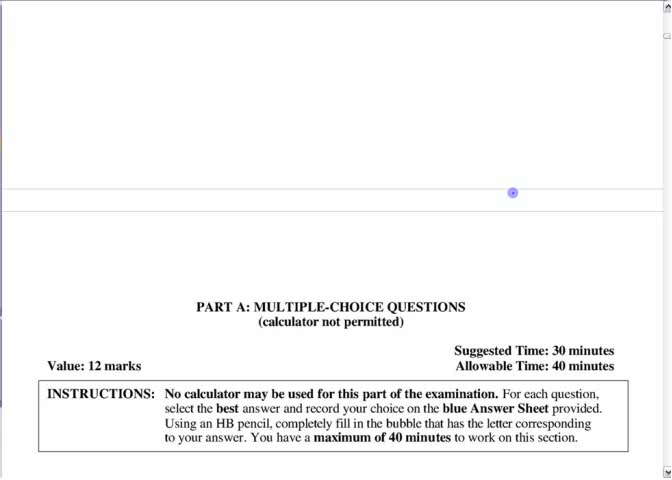 PART A: MULTIPLE-CHOICE QUESTIONS
(calculator not permitted)
Suggested Time: 30 minutes
Value: 12 marks Allowable Time: 40 minutes
INSTRUCTIONS: No calculator may be used for this part of the examination. For each question,
select the best answer and record your choice on the blue Answer Sheet provided.
Using an HB pencil, completely fill in the bubble that has the letter corresponding
to your answer. You have a maximum of 40 minutes to work on this section.